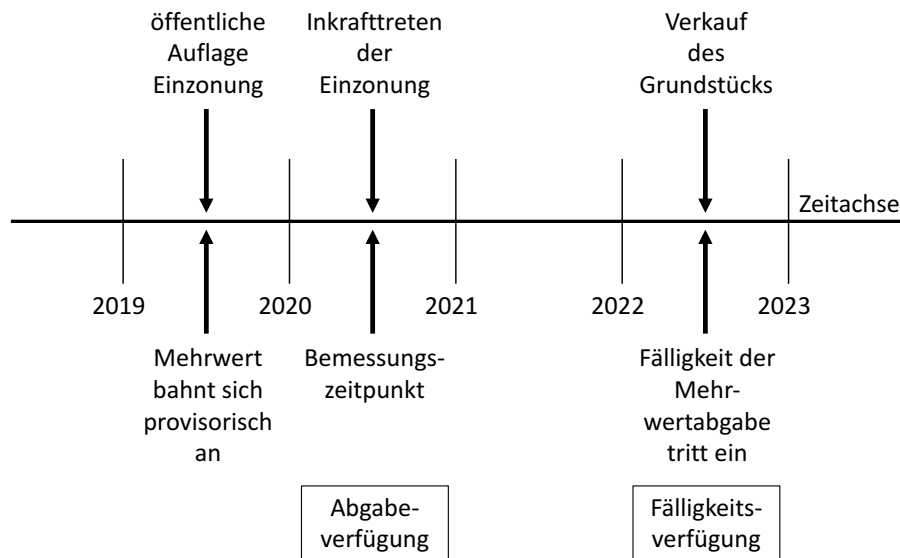 öffentliche
Auflage
Einzonung
Inkrafttreten
der
Einzonung
Verkauf
des
Grundstücks
Zeitachse
2019
2020
2021
2022
2023
Mehrwert
bahnt sich
provisorisch
an
Bemessungs-
zeitpunkt
Fälligkeit der
Mehr-
wertabgabe
tritt ein
Abgabe-
verfügung
Fälligkeits-
verfügung